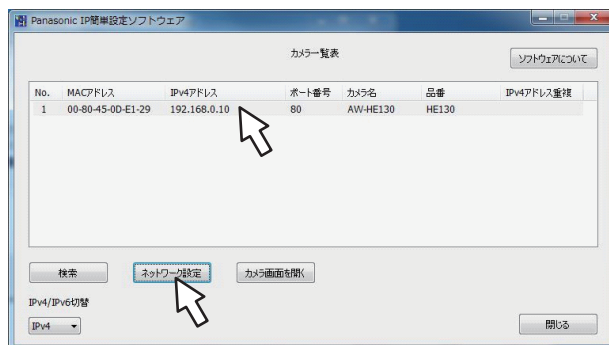 Panasonic IP簡単設定ソフトウェア
カメラ一覧表
ソフトウェアについて
No. MACアドレス IPv4アドレス ポート番号 カメラ名 品番 IPv4アドレス重複
1 00-80-45-0D-E1-29 192.168.0.10 80 AW-HE130 HE130
検索 ネットワーク設定 カメラ画面を開く
IPv4/IPv6切替
IPv4 閉じる